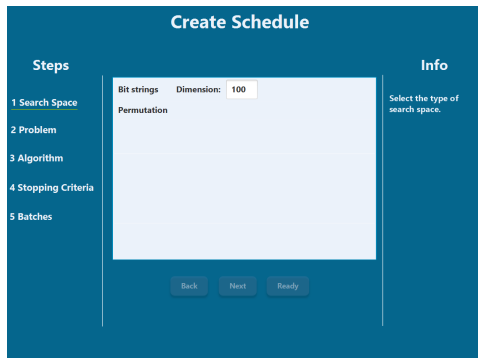 Create Schedule
Steps
1 Search Space
2 Problem
3 Algorithm
4 Stopping Criteria
5 Batches
Bit strings Dimension: 100
Permutation
Back Next Ready
Info
Select the type of
search space.